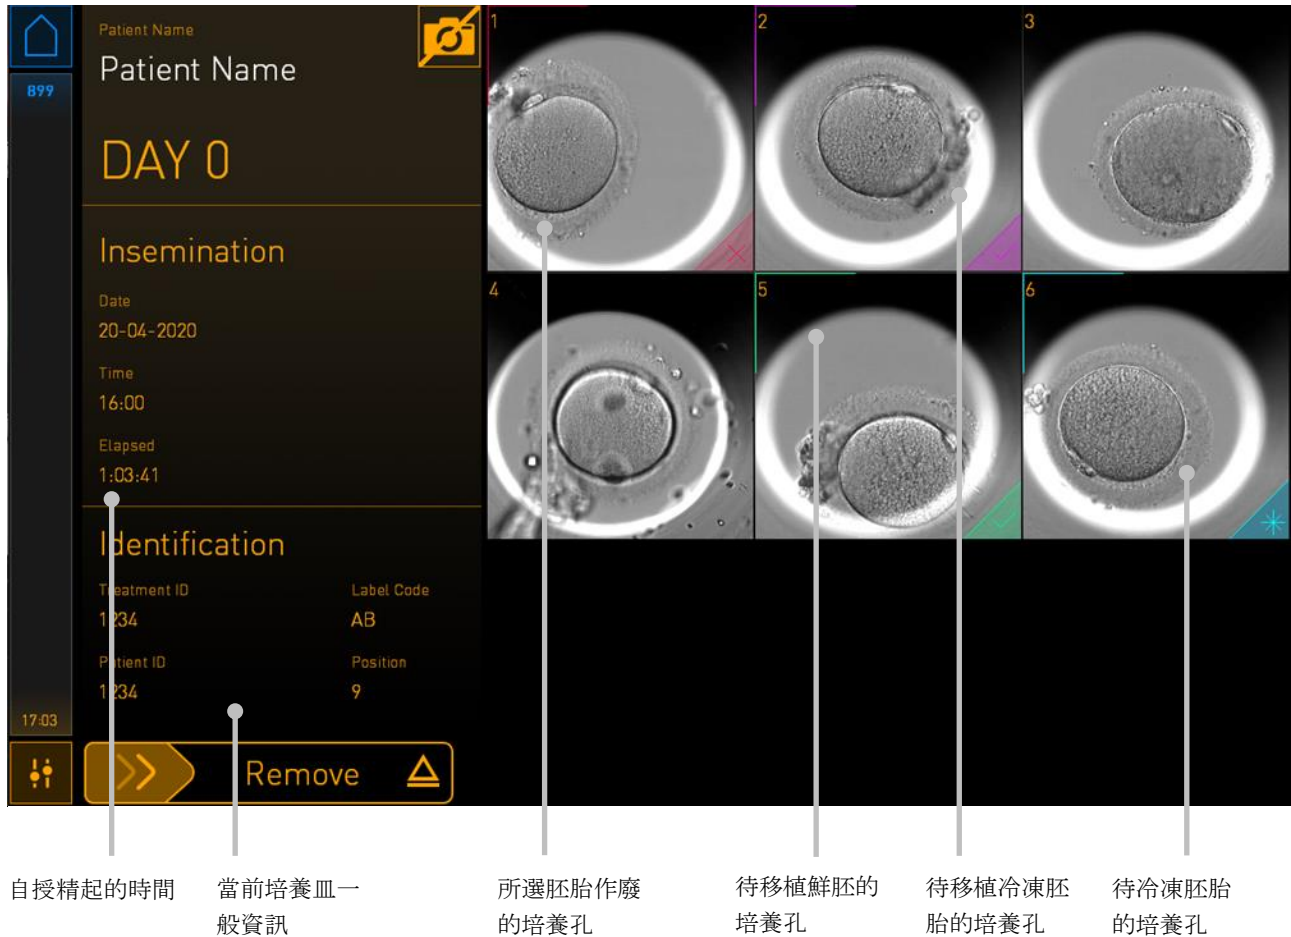 Patient Name
Patient Name
899
DAY 0
Insemination
Date
20-04-2020
Time
16:00
Elapsed
1:03:41
Identification
Treatment ID
Label Code
1234
AB
Patient ID
Position
1234
9
17:03
Remove
1
2
3
4
5
6
自授精起的時間
當前培養皿一
般資訊
所選胚胎作廢
的培養孔
待移植鮮胚的
培養孔
待移植冷凍胚
胎的培養孔
待冷凍胚胎
的培養孔